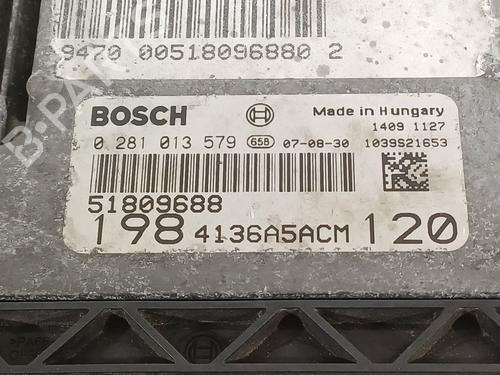 9470 00518096880 2
BOSCH
Made in Hungary
1409 1127
0 281 013 579 658 07-08-30 1039S21653
51809688
198 4136A5ACM 120